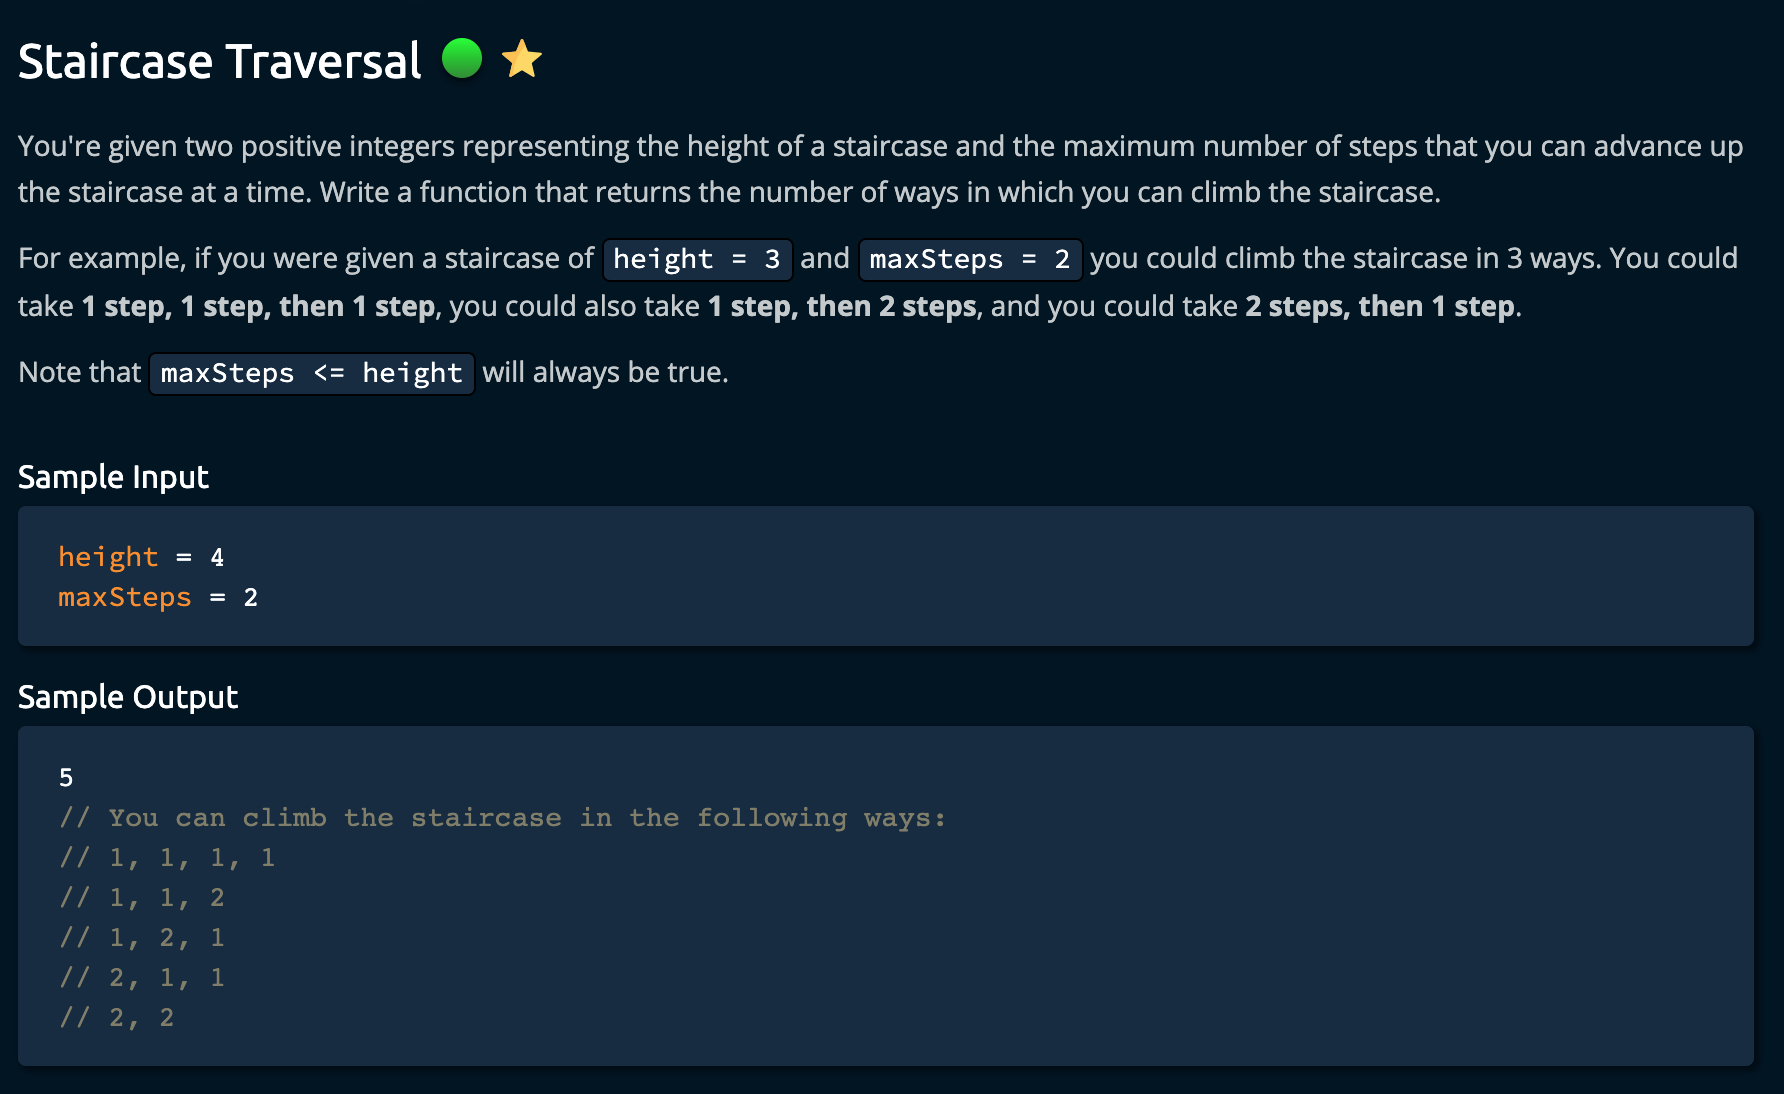 Staircase Traversal
You're given two positive integers representing the height of a staircase and the maximum number of steps that you can advance up
the staircase at a time. Write a function that returns the number of ways in which you can climb the staircase.
For example, if you were given a staircase of height = 3 and maxSteps = 2 you could climb the staircase in 3 ways. You could
take 1 step, 1 step, then 1 step, you could also take 1 step, then 2 steps, and you could take 2 steps, then 1 step.
Note that maxSteps <= height will always be true.
Sample Input
height = 4
maxSteps = 2
Sample Output
5
// You can climb the staircase in the following ways:
// 1, 1, 1, 1
// 1, 1, 2
// 1, 2, 1
// 2, 1, 1
// 2, 2